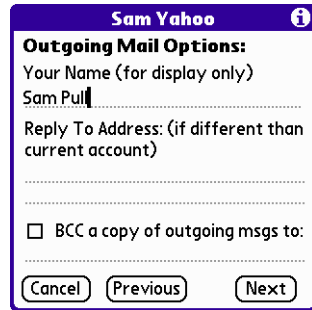 Sam Yahoo
Outgoing Mail Options:
Your Name (for display only)
Sam Pull
Reply To Address: (if different than
current account)
BCC a copy of outgoing msgs to:
Cancel Previous Next